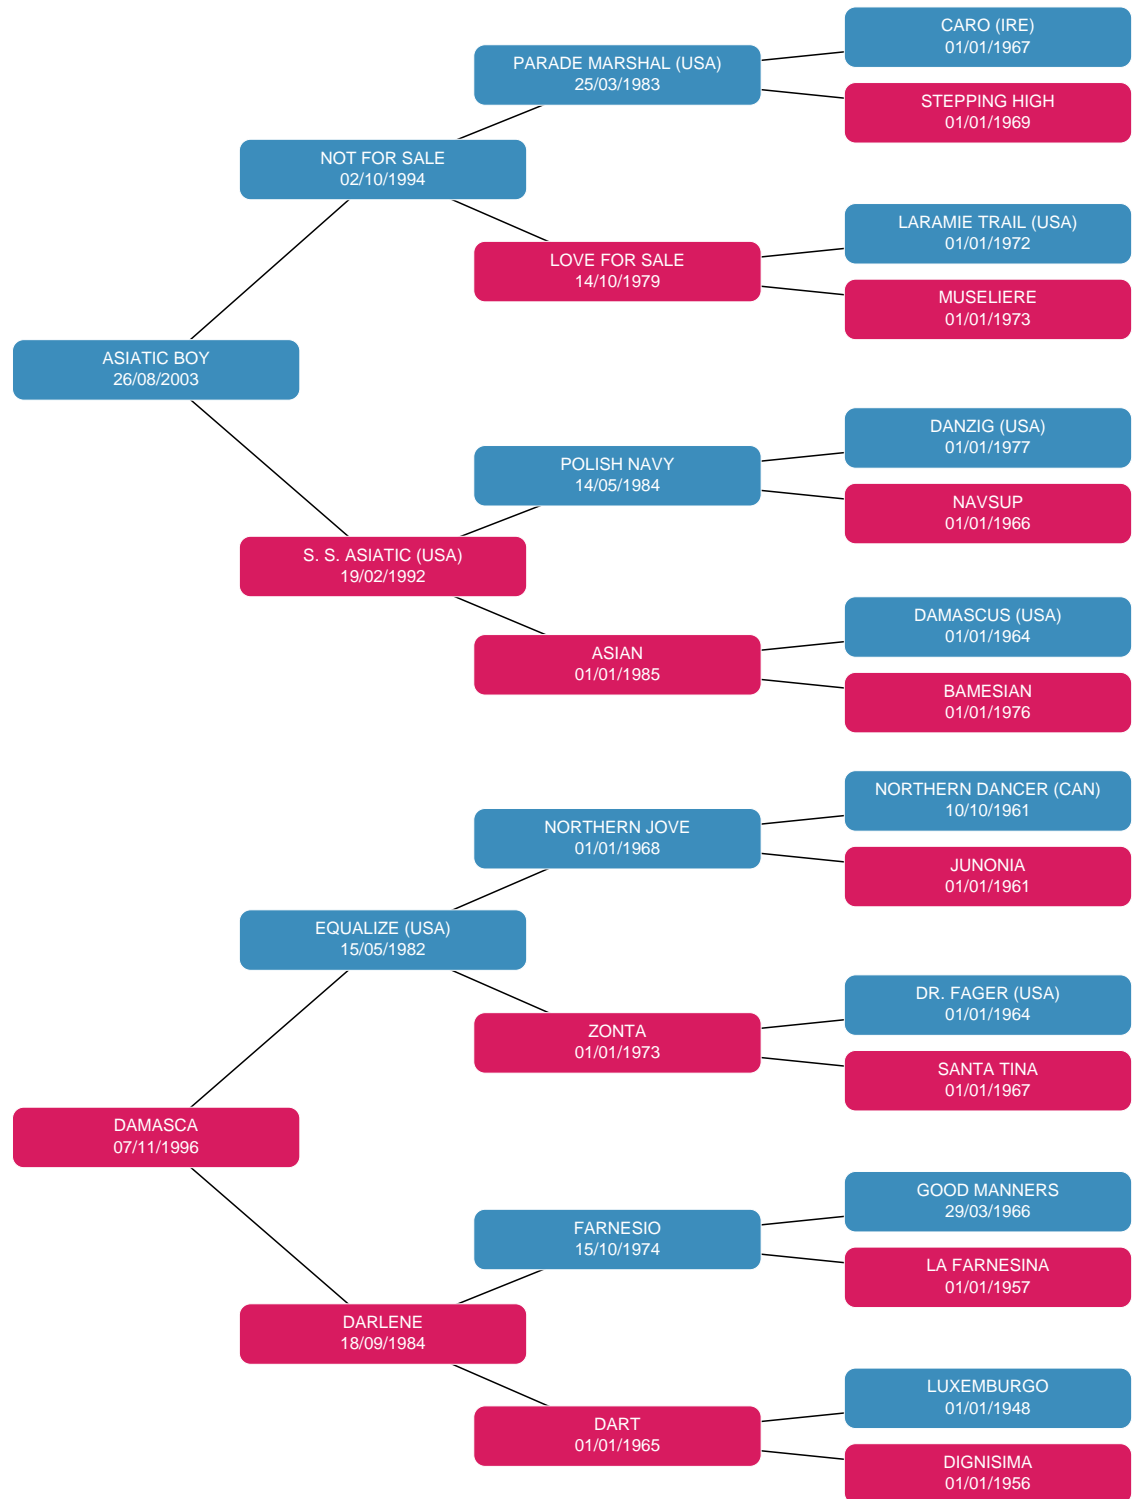 CARO (IRE)
01/01/1967
PARADE MARSHAL (USA)
25/03/1983
STEPPING HIGH
01/01/1969
NOT FOR SALE
02/10/1994
LARAMIE TRAIL (USA)
01/01/1972
LOVE FOR SALE
14/10/1979
MUSELIERE
01/01/1973
ASIATIC BOY
26/08/2003
DANZIG (USA)
01/01/1977
POLISH NAVY
14/05/1984
NAVSUP
01/01/1966
S. S. ASIATIC (USA)
19/02/1992
DAMASCUS (USA)
01/01/1964
ASIAN
01/01/1985
BAMESIAN
01/01/1976
NORTHERN DANCER (CAN)
10/10/1961
NORTHERN JOVE
01/01/1968
JUNONIA
01/01/1961
EQUALIZE (USA)
15/05/1982
DR. FAGER (USA)
01/01/1964
ZONTA
01/01/1973
SANTA TINA
01/01/1967
DAMASCA
07/11/1996
GOOD MANNERS
29/03/1966
FARNESIO
15/10/1974
LA FARNESINA
01/01/1957
DARLENE
18/09/1984
LUXEMBURGO
01/01/1948
DART
01/01/1965
DIGNISIMA
01/01/1956